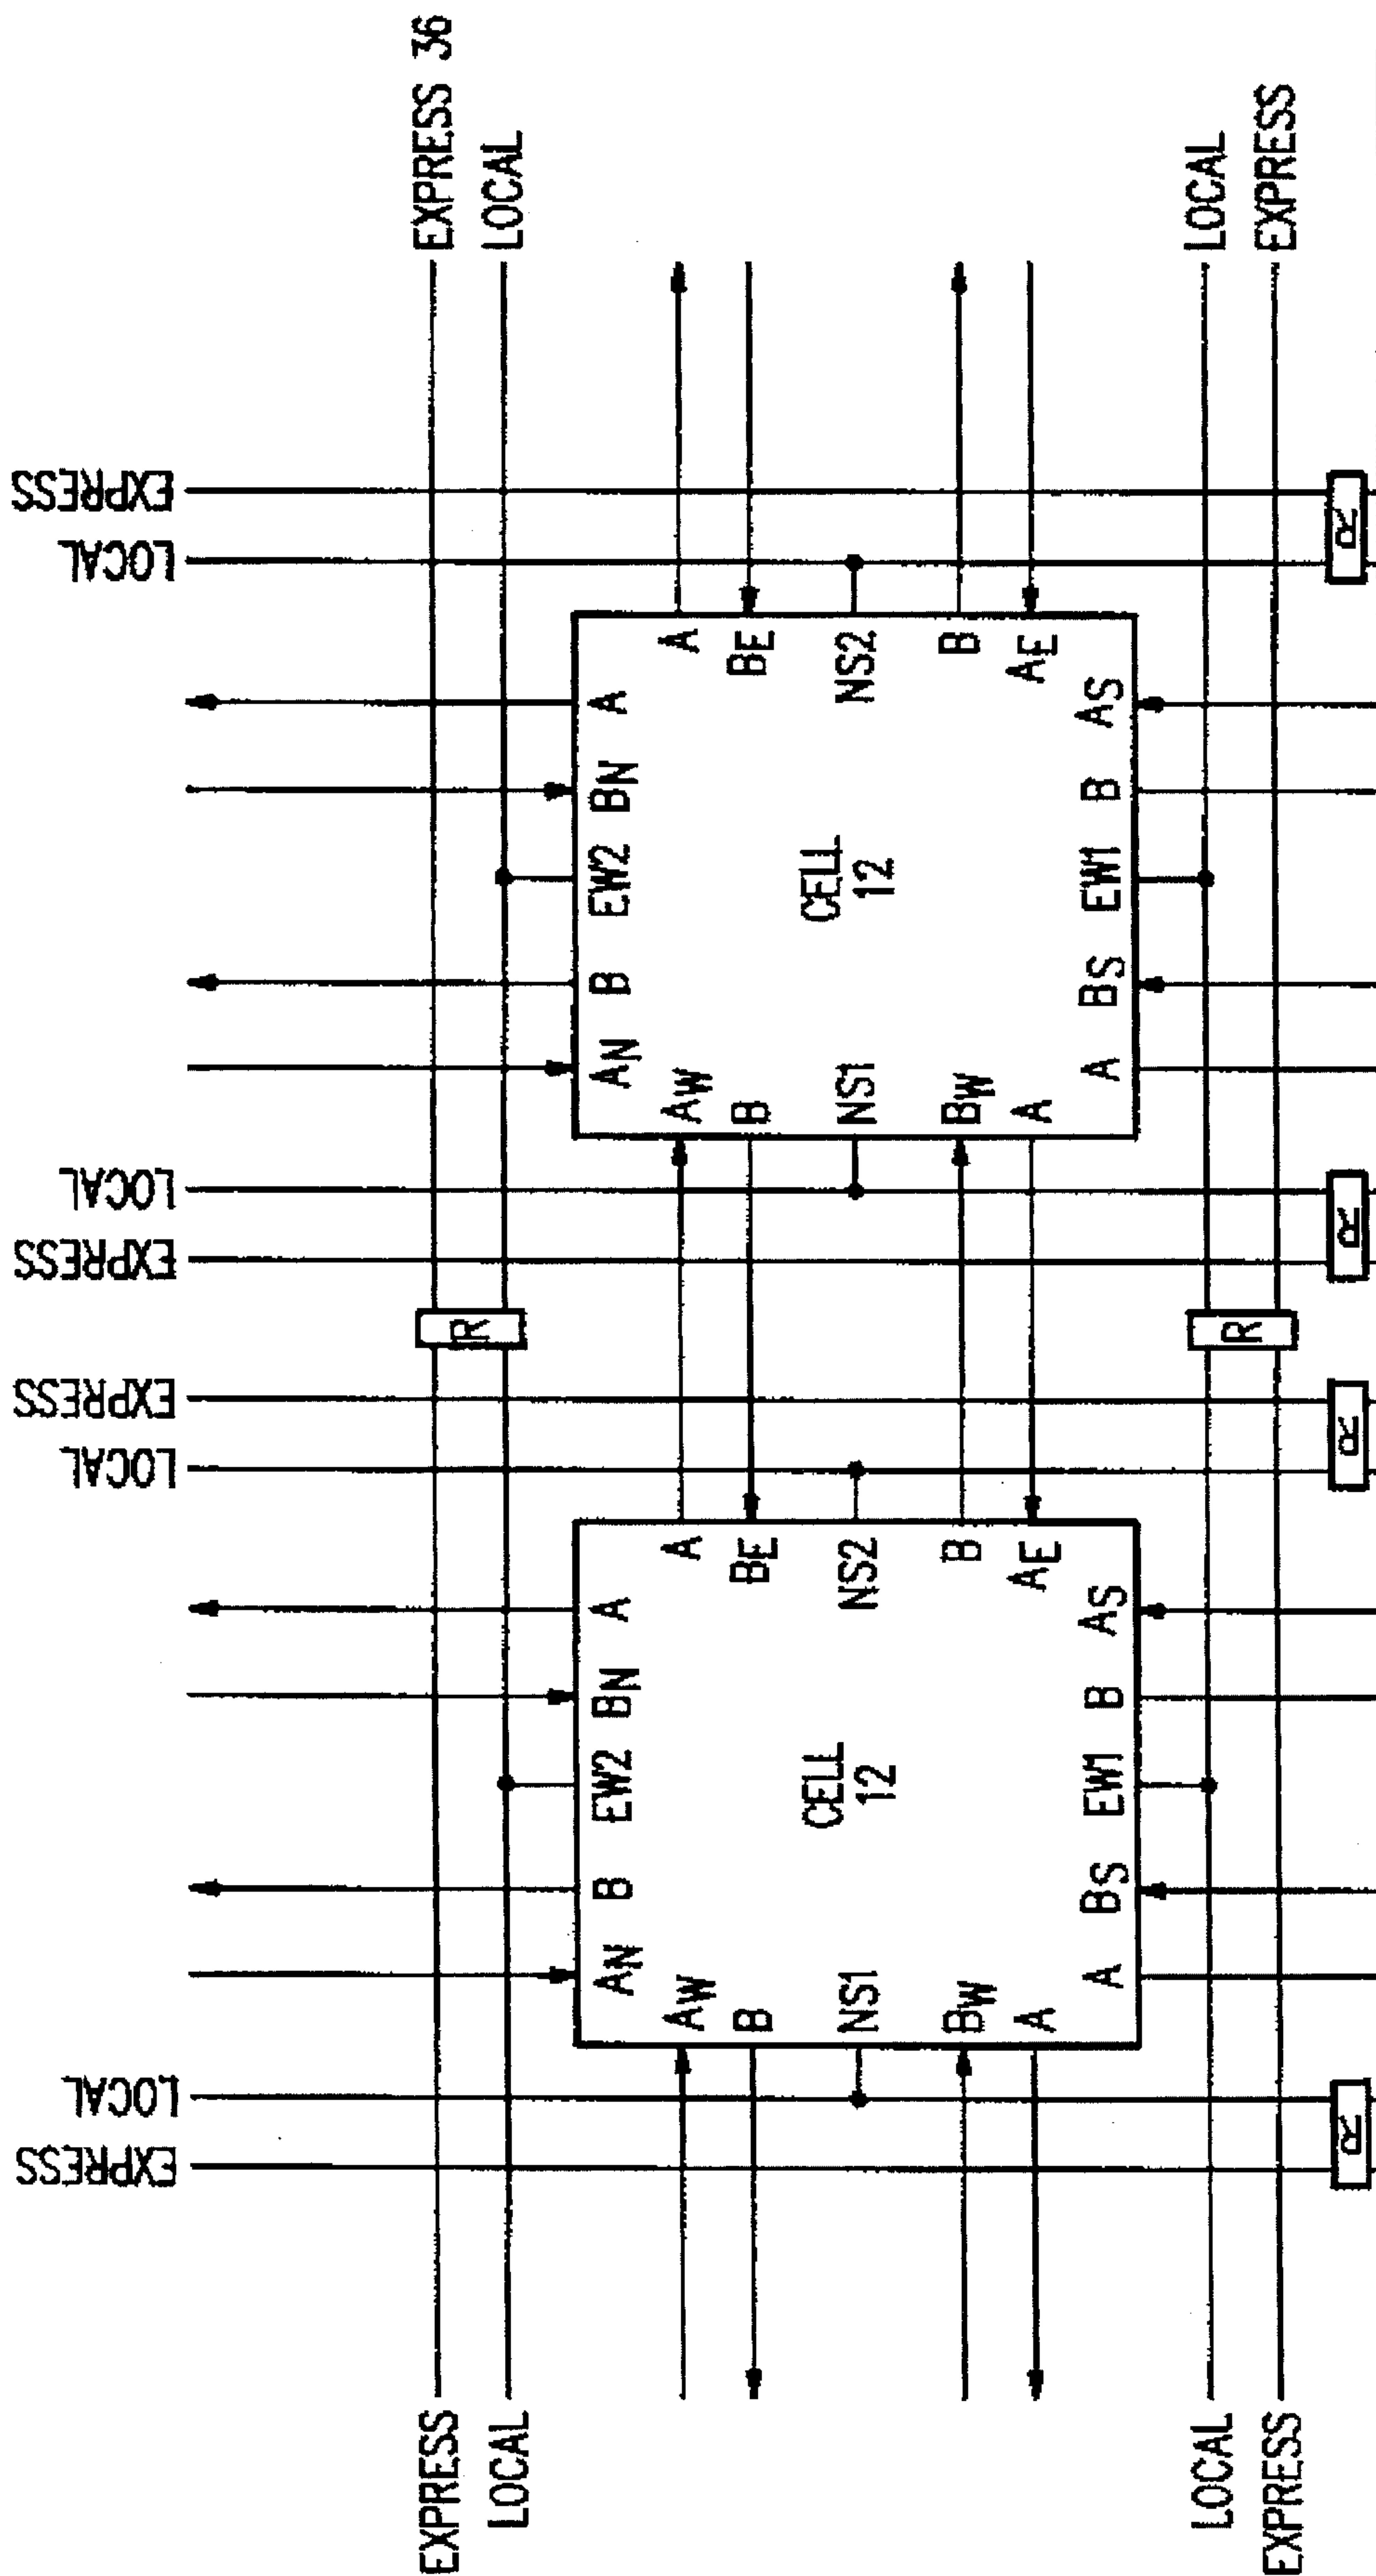 EXPRESS LOCAL LOCAL EXPRESS EXPRESS LOCAL LOCAL EXPRESS
EXPRESS EXPRESS 36
R
LOCAL LOCAL
AN B EW2 BN A AN B EW2 BN A
AW A AW A
B BE B BE
CELL CELL
NS1 12 NS2 NS1 12 NS2
BW B BW B
A AE A AE
A BS EW1 B AS A BS EW1 B AS
LOCAL LOCAL
R
EXPRESS EXPRESS
R R R R